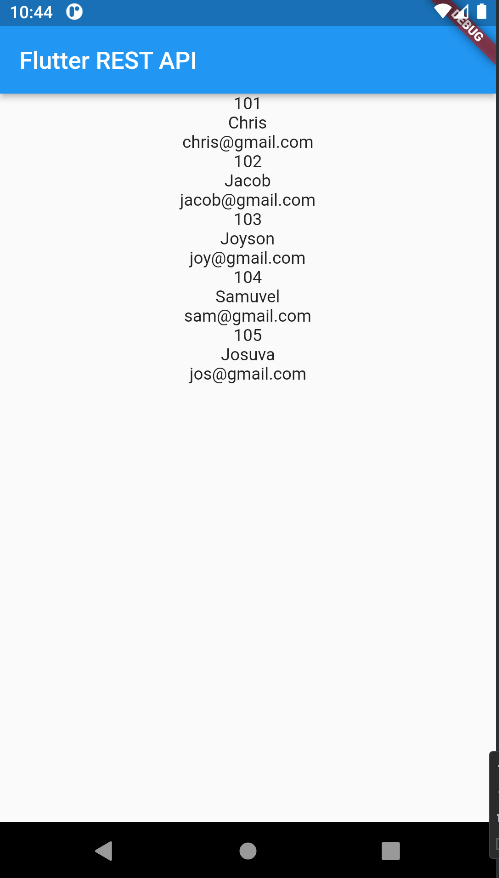 10:44
DEBUG
Flutter REST API
101
Chris
chris@gmail.com
102
Jacob
jacob@gmail.com
103
Joyson
joy@gmail.com
104
Samuvel
sam@gmail.com
105
Josuva
jos@gmail.com